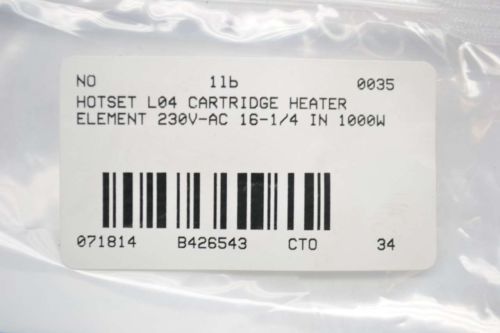 NO 1lb 0035
HOTSET L04 CARTRIDGE HEATER
ELEMENT 230V-AC 16-1/4 IN 1000W
071814 B426543 CTO 34